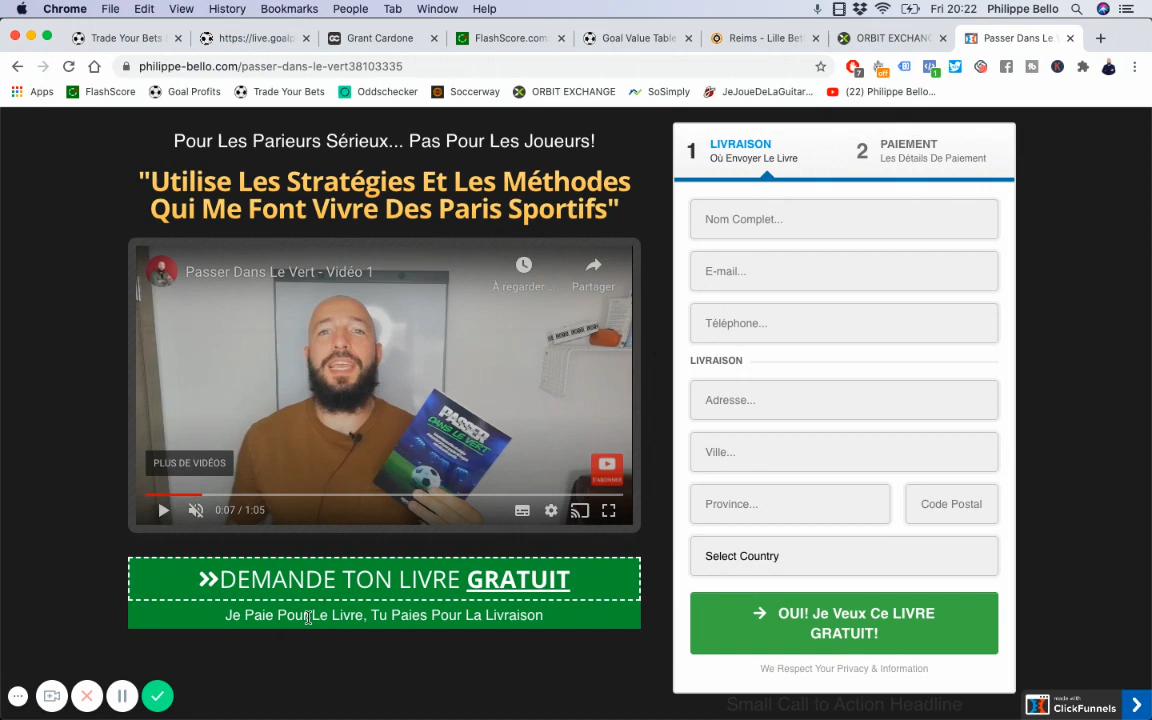 Chrome File Edit View History Bookmarks People Tab Window Help Fri 20:22 Philippe Bello
Trade Your Bets https://live.goalp Grant Cardone FlashScore.com: Goal Value Table Reims - Lille Bet ORBIT EXCHANG Passer Dans Le V
philippe-bello.com/passer-dans-le-vert38103335
Apps FlashScore Goal Profits Trade Your Bets Oddschecker Soccerway ORBIT EXCHANGE SoSimply JeJoueDeLaGuitar... (22) Philippe Bello...
Pour Les Parieurs Sérieux... Pas Pour Les Joueurs!
"Utilise Les Stratégies Et Les Méthodes
Qui Me Font Vivre Des Paris Sportifs"
Passer Dans Le Vert - Vidéo 1
À regarder ... Partager
PASSER
DANS LE VERT
PLUS DE VIDÉOS
S'ABONNER
0:07 / 1:05
DEMANDE TON LIVRE GRATUIT
Je Paie Pour Le Livre, Tu Paies Pour La Livraison
1 LIVRAISON
Où Envoyer Le Livre
2 PAIEMENT
Les Détails De Paiement
Nom Complet...
E-mail...
Téléphone...
LIVRAISON
Adresse...
Ville...
Province... Code Postal
Select Country
OUI! Je Veux Ce LIVRE
GRATUIT!
We Respect Your Privacy & Information
Small Call to Action Headline
made with
ClickFunnels